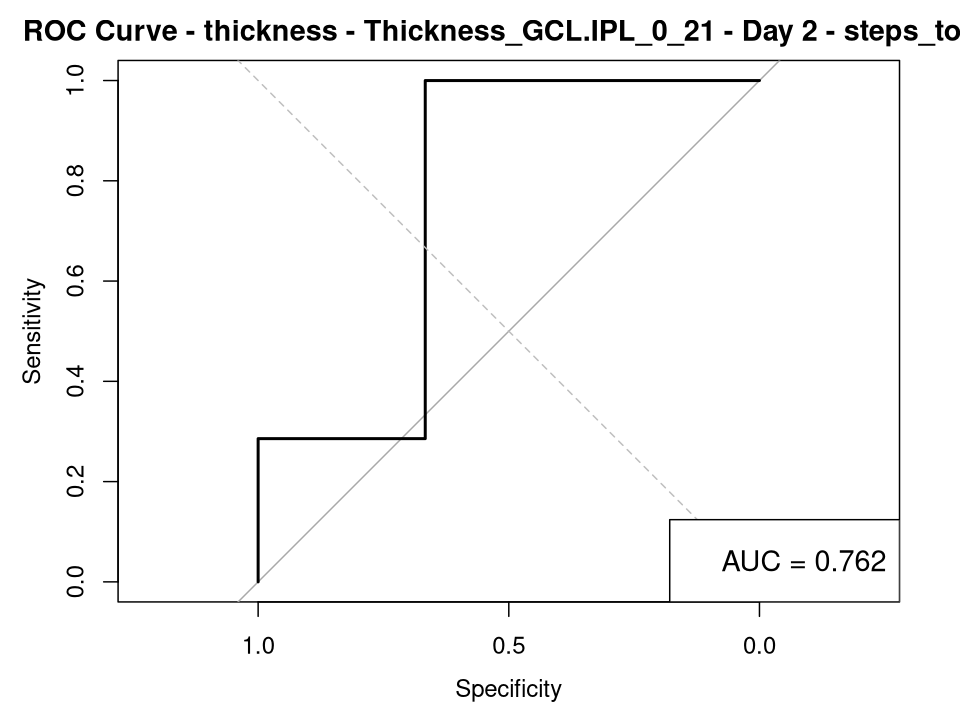 ROC Curve - thickness - Thickness_GCL.IPL_0_21 - Day 2 - steps_to
1.0
0.8
0.6
0.4
0.2
0.0
Sensitivity
AUC = 0.762
1.0 0.5 0.0
Specificity